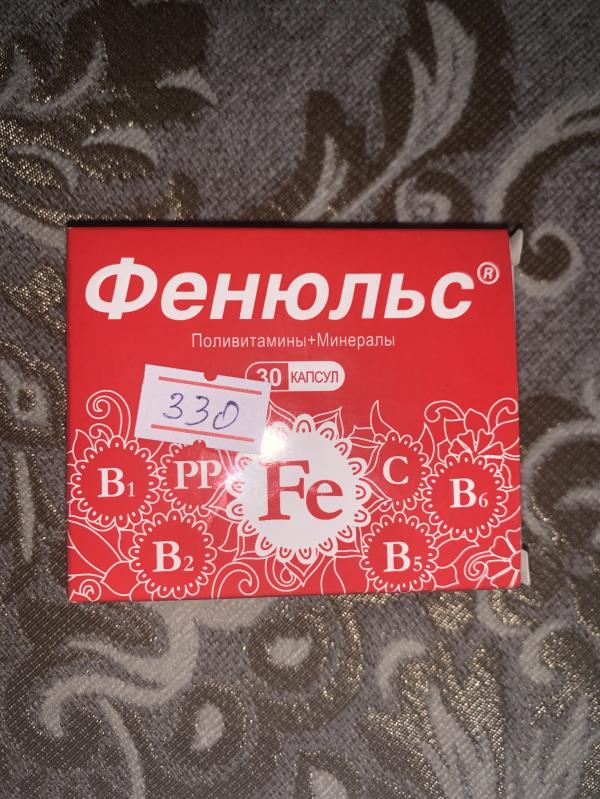 Фенюльс®
Поливитамины+Минералы
30 КАПСУЛ
330
B1
PP
Fe
C
B6
B2
B5